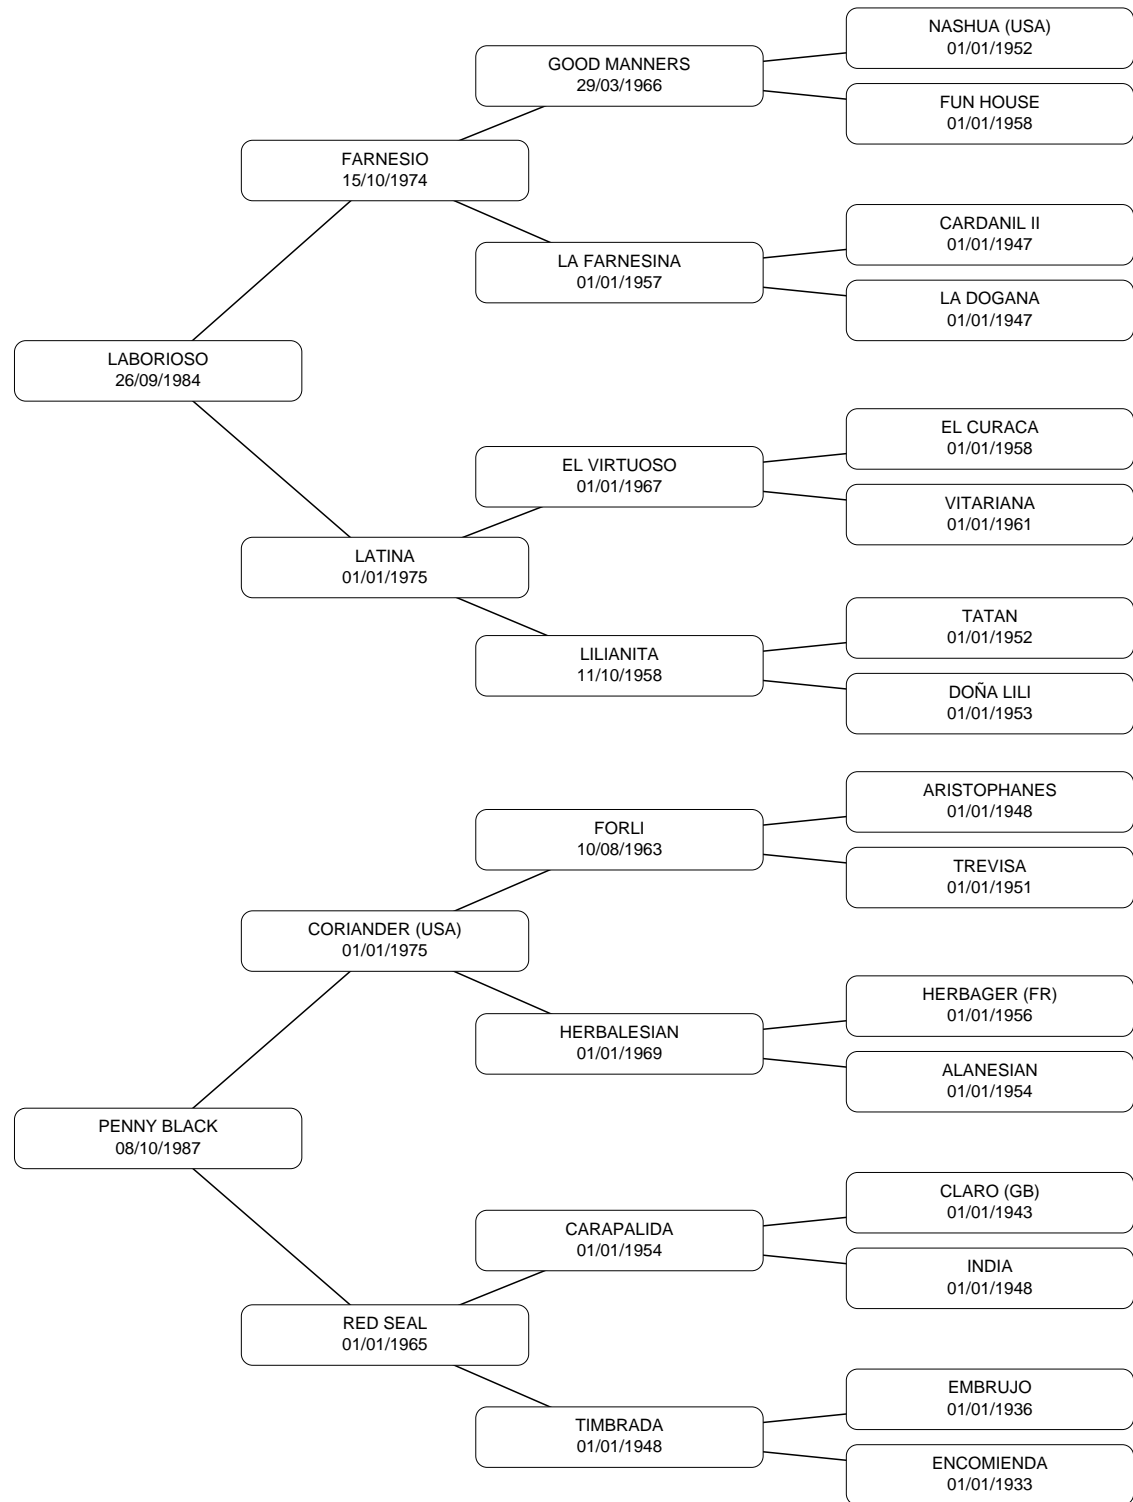 NASHUA (USA)
01/01/1952
GOOD MANNERS
29/03/1966
FUN HOUSE
01/01/1958
FARNESIO
15/10/1974
CARDANIL II
01/01/1947
LA FARNESINA
01/01/1957
LA DOGANA
01/01/1947
LABORIOSO
26/09/1984
EL CURACA
01/01/1958
EL VIRTUOSO
01/01/1967
VITARIANA
01/01/1961
LATINA
01/01/1975
TATAN
01/01/1952
LILIANITA
11/10/1958
DOÑA LILI
01/01/1953
ARISTOPHANES
01/01/1948
FORLI
10/08/1963
TREVISA
01/01/1951
CORIANDER (USA)
01/01/1975
HERBAGER (FR)
01/01/1956
HERBALESIAN
01/01/1969
ALANESIAN
01/01/1954
PENNY BLACK
08/10/1987
CLARO (GB)
01/01/1943
CARAPALIDA
01/01/1954
INDIA
01/01/1948
RED SEAL
01/01/1965
EMBRUJO
01/01/1936
TIMBRADA
01/01/1948
ENCOMIENDA
01/01/1933